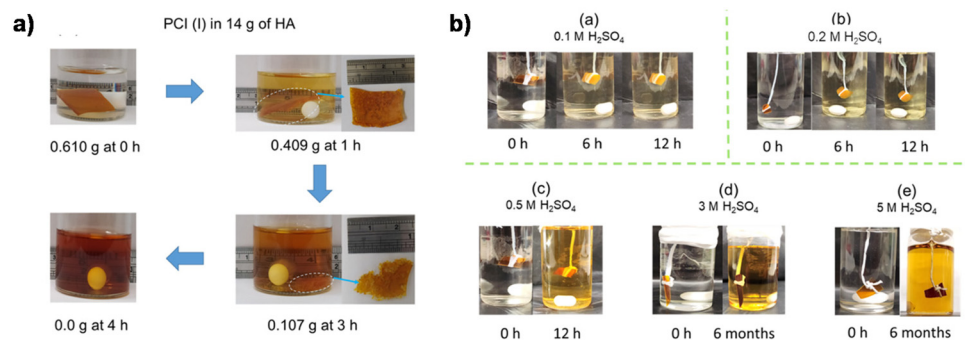 a)
PCI (I) in 14 g of HA
0.610 g at 0 h
0.409 g at 1 h
0.0 g at 4 h
0.107 g at 3 h
b)
(a)
0.1 M H₂SO₄
0 h 6 h 12 h
(b)
0.2 M H₂SO₄
0 h 6 h 12 h
(c)
0.5 M H₂SO₄
0 h 12 h
(d)
3 M H₂SO₄
0 h 6 months
(e)
5 M H₂SO₄
0 h 6 months